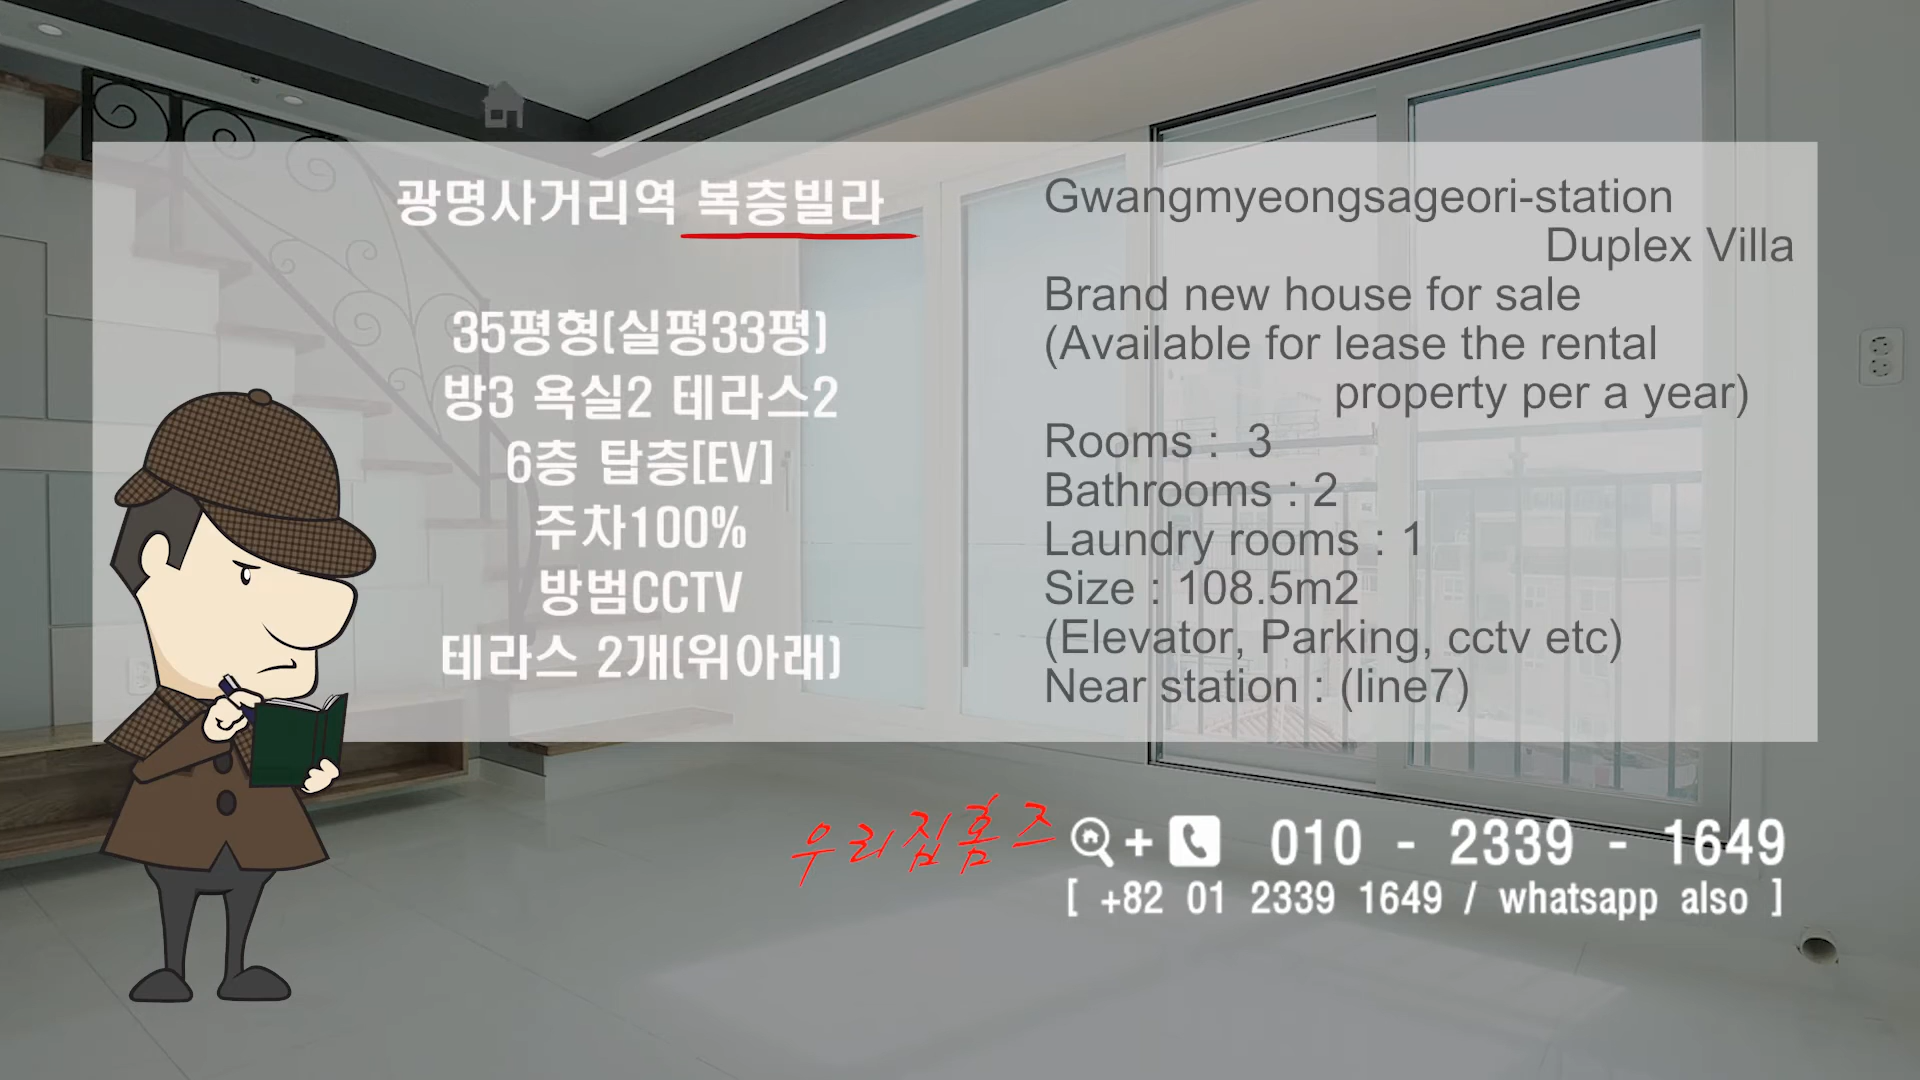 광명사거리역 복층빌라
35평형(실평33평)
방3 욕실2 테라스2
6층 탑층[EV]
주차100%
방범CCTV
테라스 2개(위아래)
Gwangmyeongsageori-station
Duplex Villa
Brand new house for sale
(Available for lease the rental
property per a year)
Rooms : 3
Bathrooms : 2
Laundry rooms : 1
Size : 108.5m2
(Elevator, Parking, cctv etc)
Near station : (line7)
우리집홈즈 + 010 - 2339 - 1649
[ +82 01 2339 1649 / whatsapp also ]